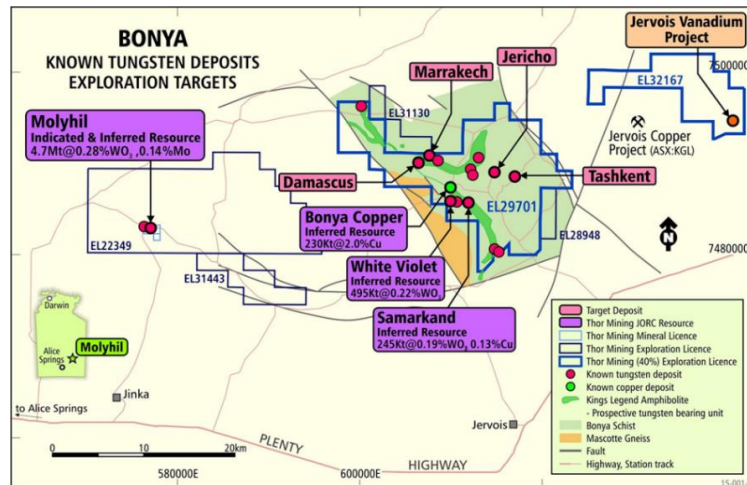 BONYA
KNOWN TUNGSTEN DEPOSITS
EXPLORATION TARGETS
Jervois Vanadium
Project
Jericho
Marrakech
EL32167
7500000
EL31130
Molyhil
Indicated & Inferred Resource
4.7Mt@0.28%WO3 ,0.14%Mo
Jervois Copper
Project (ASX:KGL)
Damascus
Tashkent
Bonya Copper
Inferred Resource
230Kt@2.0%Cu
EL29701
EL22349
EL28948
N
7480000
White Violet
Inferred Resource
495Kt@0.22%WO3
EL31443
Samarkand
Inferred Resource
245Kt@0.19%WO3 0.13%Cu
Darwin
Alice
Springs
Molyhil
Jinka
to Alice Springs
Jervois
PLENTY
HIGHWAY
0
10
20km
580000E
600000E
Target Deposit
Thor Mining JORC Resource
Thor Mining Mineral Licence
Thor Mining Exploration Licence
Thor Mining (40%) Exploration Licence
Known tungsten deposit
Known copper deposit
Kings Legend Amphibolite
- Prospective tungsten bearing unit
Bonya Schist
Mascotte Gneiss
Fault
Highway, Station track